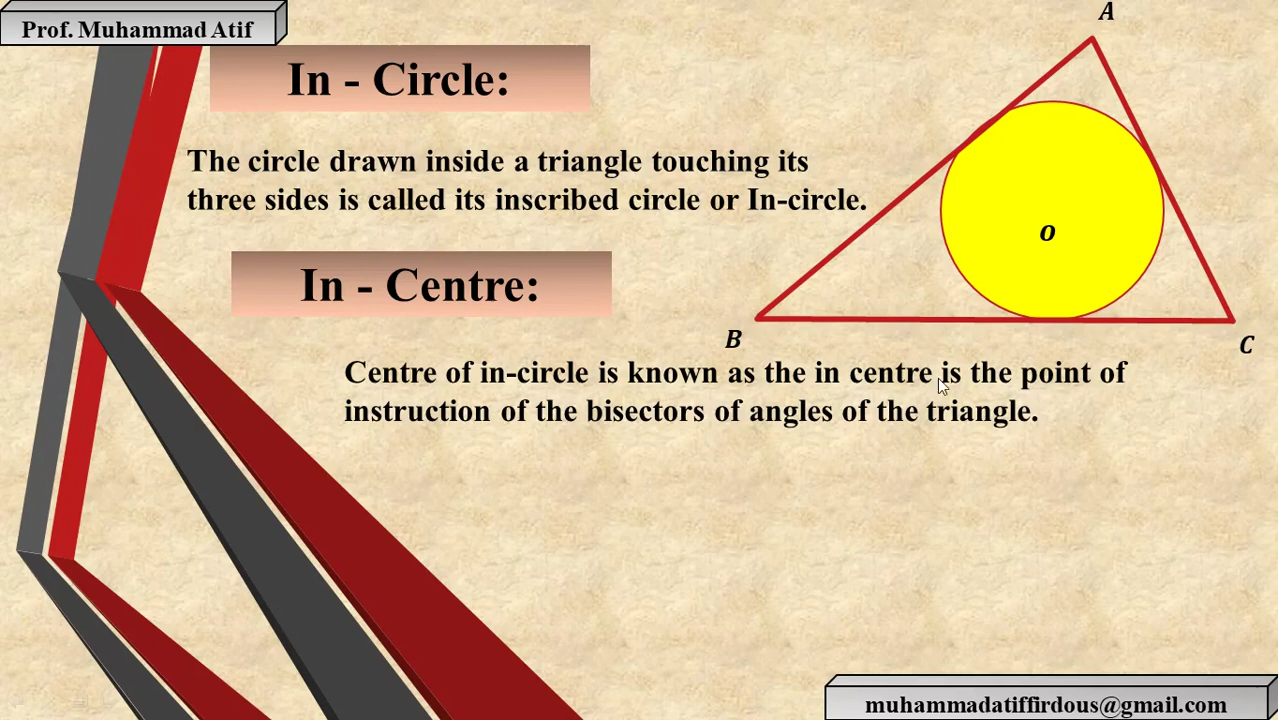 Prof. Muhammad Atif
A
In - Circle:
The circle drawn inside a triangle touching its
three sides is called its inscribed circle or In-circle.
o
In - Centre:
B
C
Centre of in-circle is known as the in centre is the point of
instruction of the bisectors of angles of the triangle.
muhammadatiffirdous@gmail.com